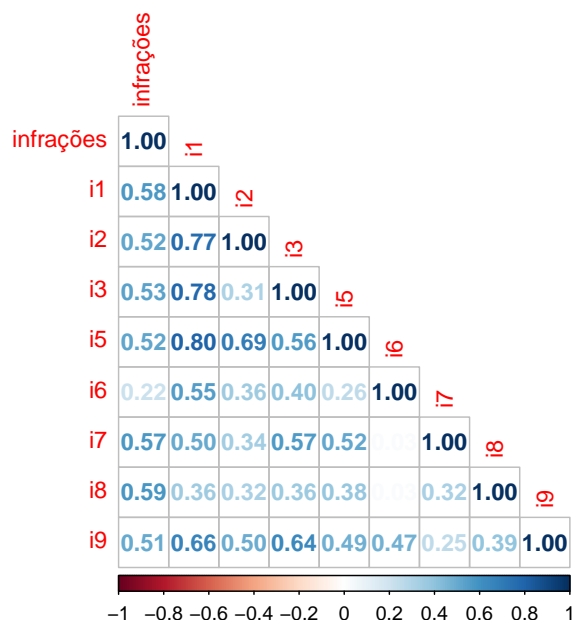 infrações
infrações 1.00 i1
i1 0.58 1.00 i2
i2 0.52 0.77 1.00 i3
i3 0.53 0.78 0.31 1.00 i5
i5 0.52 0.80 0.69 0.56 1.00 i6
i6 0.22 0.55 0.36 0.40 0.26 1.00 i7
i7 0.57 0.50 0.34 0.57 0.52 0.03 1.00 i8
i8 0.59 0.36 0.32 0.36 0.38 0.03 0.32 1.00 i9
i9 0.51 0.66 0.50 0.64 0.49 0.47 0.25 0.39 1.00
−1 −0.8 −0.6 −0.4 −0.2 0 0.2 0.4 0.6 0.8 1